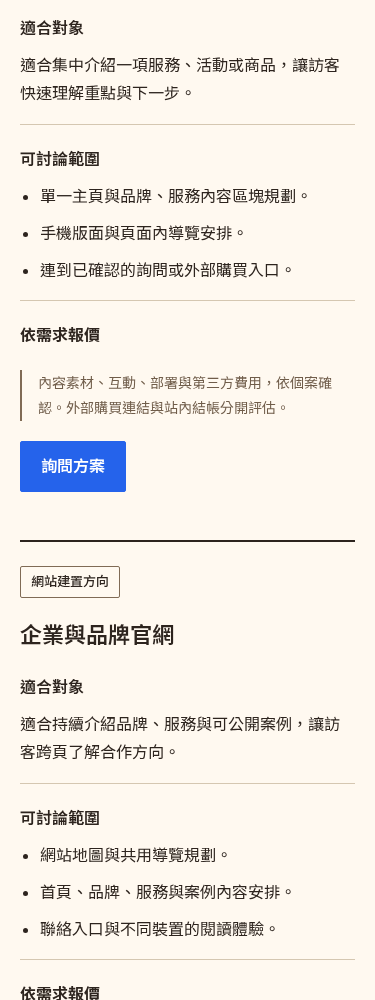 適合對象
適合集中介紹一項服務、活動或商品，讓訪客
快速理解重點與下一步。
可討論範圍
單一主頁與品牌、服務內容區塊規劃。
手機版面與頁面內導覽安排。
連到已確認的詢問或外部購買入口。
依需求報價
內容素材、互動、部署與第三方費用，依個案確
認。外部購買連結與站內結帳分開評估。
詢問方案
網站建置方向
企業與品牌官網
適合對象
適合持續介紹品牌、服務與可公開案例，讓訪
客跨頁了解合作方向。
可討論範圍
網站地圖與共用導覽規劃。
首頁、品牌、服務與案例內容安排。
聯絡入口與不同裝置的閱讀體驗。
依需求報價